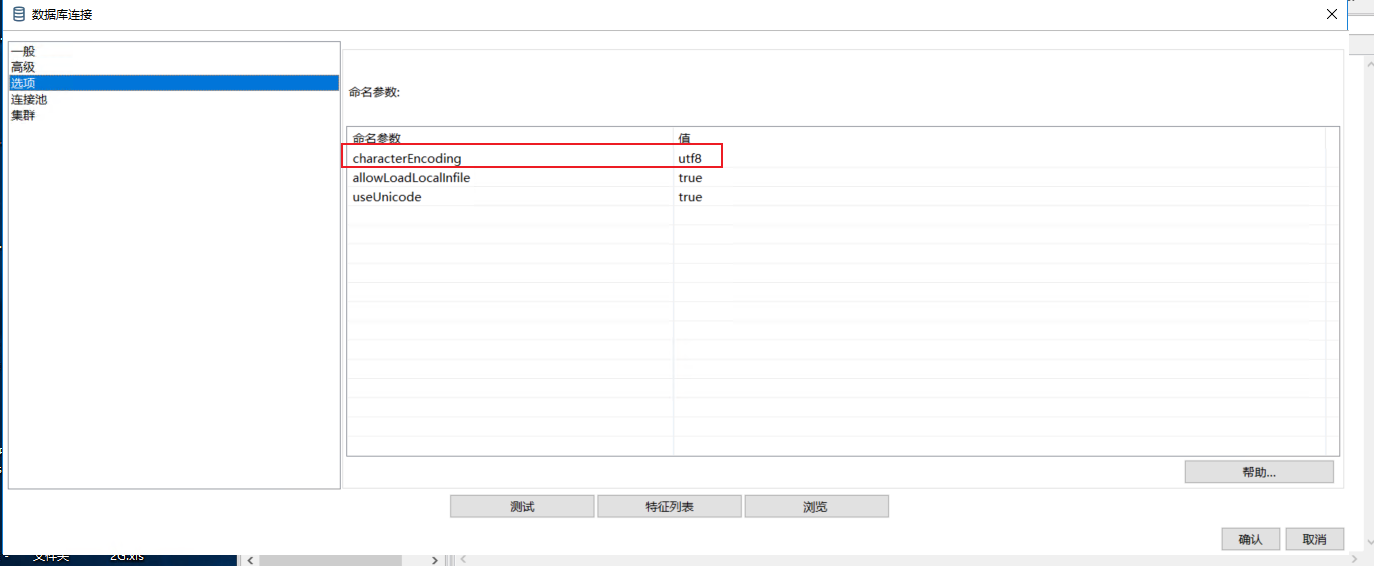 数据库连接
一般
高级
选项
连接池
集群
命名参数:
命名参数 值
characterEncoding utf8
allowLoadLocalInfile true
useUnicode true
帮助...
测试 特征列表 浏览
确认 取消
文件夹 2G.xls